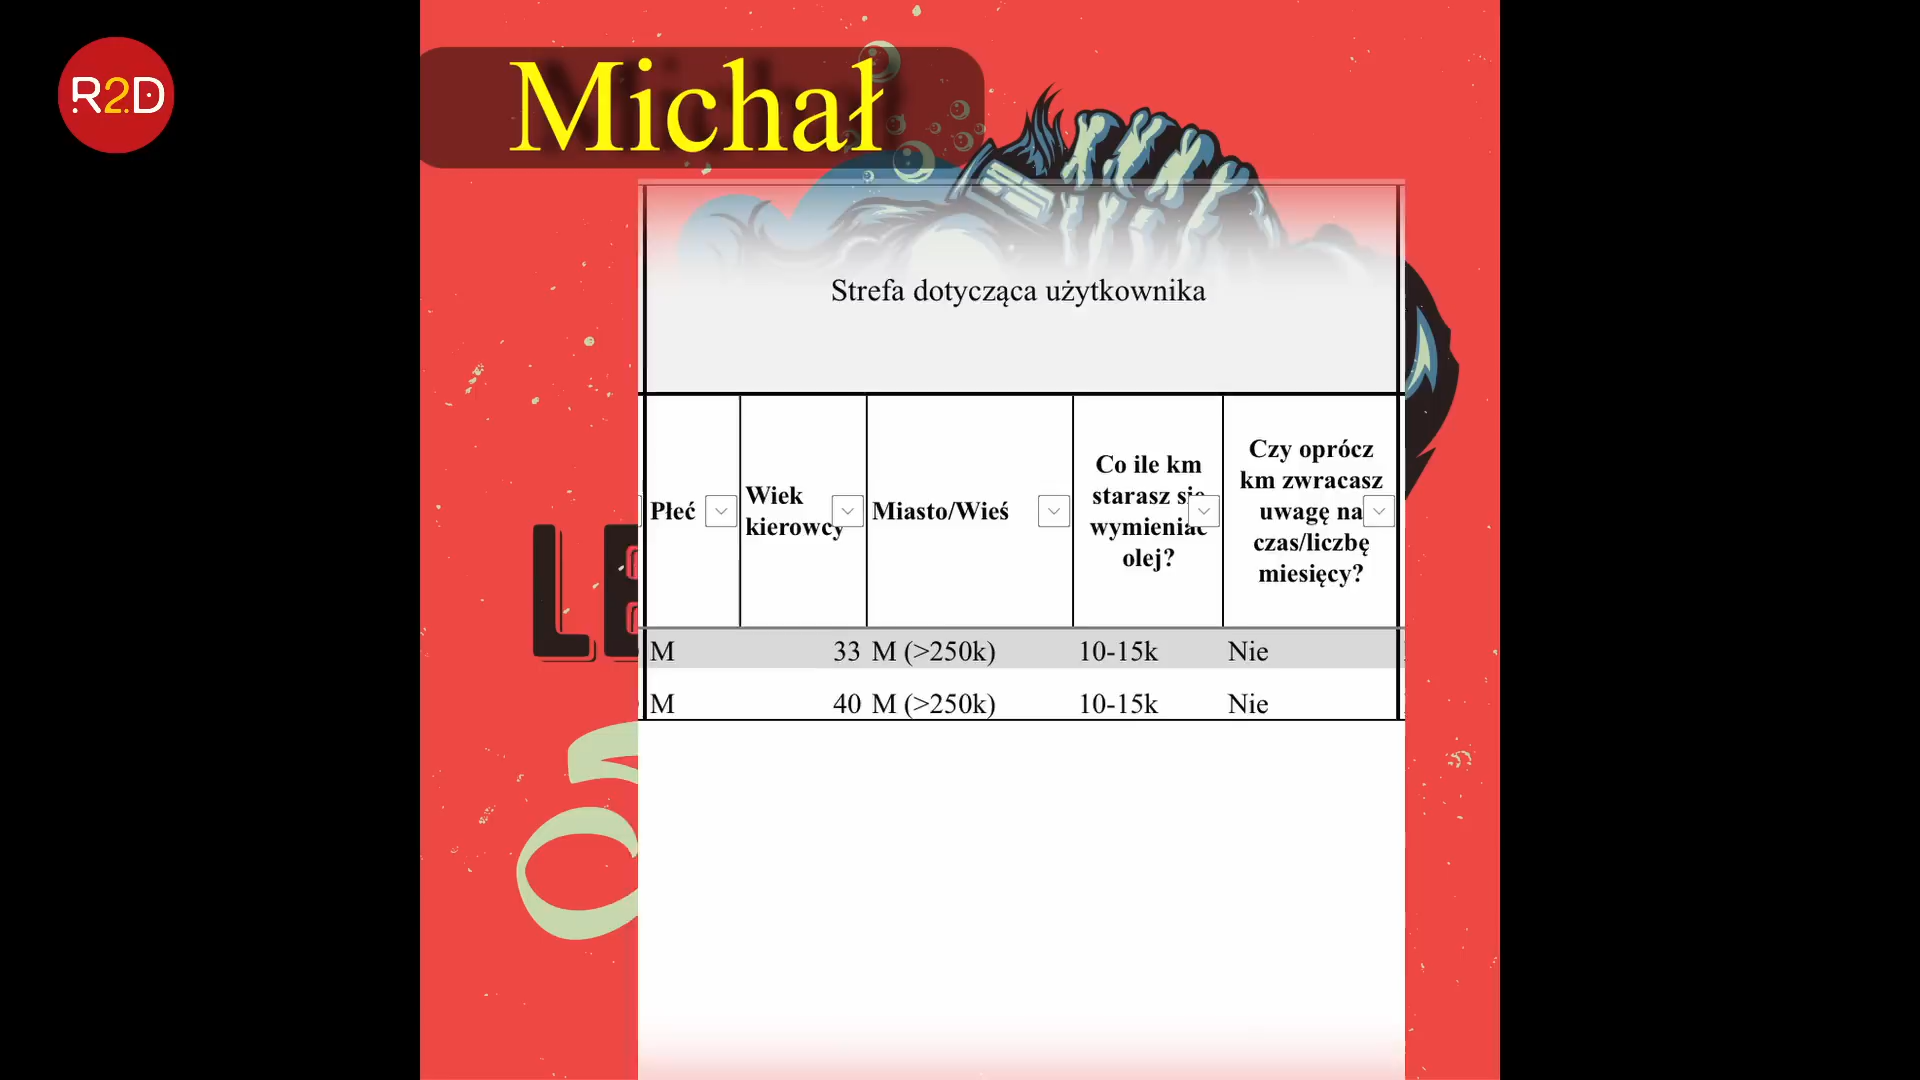 R2D
Michał
Strefa dotycząca użytkownika
Płeć
Wiek
kierowcy
Miasto/Wieś
Co ile km
starasz się
wymieniać
olej?
Czy oprócz
km zwracasz
uwagę na
czas/liczbę
miesięcy?
M 33 M (>250k) 10-15k Nie
M 40 M (>250k) 10-15k Nie
LE